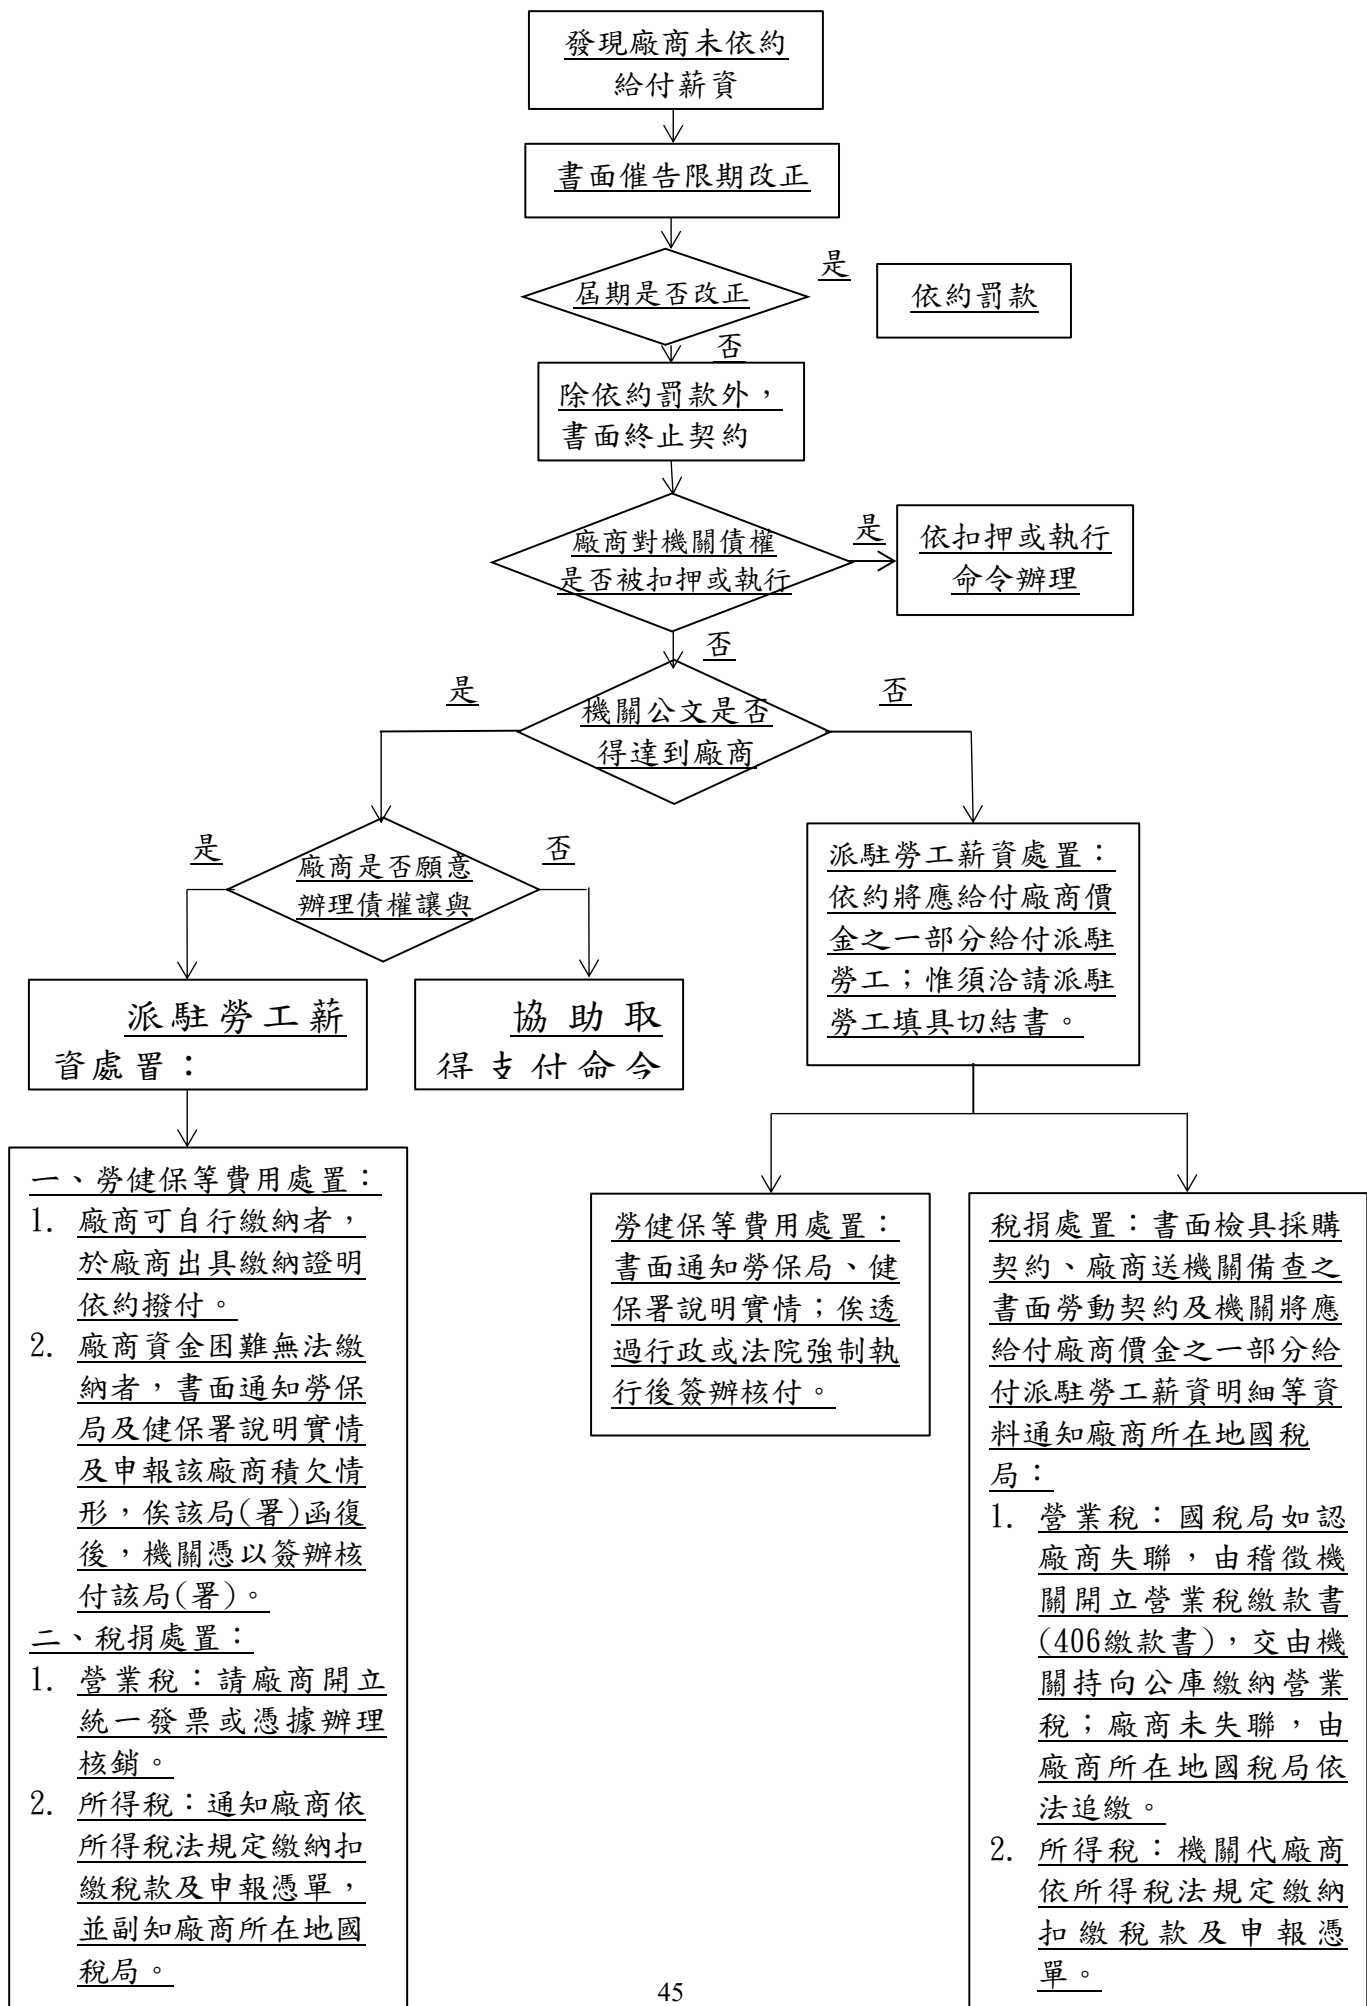 發現廠商未依約
給付薪資
書面催告限期改正
屆期是否改正
是
依約罰款
否
除依約罰款外，
書面終止契約
廠商對機關債權
是否被扣押或執行
是
依扣押或執行
命令辦理
否
機關公文是否
得達到廠商
是
否
廠商是否願意
辦理債權讓與
是
否
派駐勞工薪
資處置：
協助取
得支付命令
派駐勞工薪資處置：
依約將應給付廠商價
金之一部分給付派駐
勞工；惟須洽請派駐
勞工填具切結書。
一、勞健保等費用處置：
1. 廠商可自行繳納者，
於廠商出具繳納證明
依約撥付。
2. 廠商資金困難無法繳
納者，書面通知勞保
局及健保署說明實情
及申報該廠商積欠情
形，俟該局(署)函復
後，機關憑以簽辦核
付該局(署)。
二、稅捐處置：
1. 營業稅：請廠商開立
統一發票或憑據辦理
核銷。
2. 所得稅：通知廠商依
所得稅法規定繳納扣
繳稅款及申報憑單，
並副知廠商所在地國
稅局。
勞健保等費用處置：
書面通知勞保局、健
保署說明實情；俟透
過行政或法院強制執
行後簽辦核付。
稅捐處置：書面檢具採購
契約、廠商送機關備查之
書面勞動契約及機關將應
給付廠商價金之一部分給
付派駐勞工薪資明細等資
料通知廠商所在地國稅
局：
1. 營業稅：國稅局如認
廠商失聯，由稽徵機
關開立營業稅繳款書
(406繳款書)，交由機
關持向公庫繳納營業
稅；廠商未失聯，由
廠商所在地國稅局依
法追繳。
2. 所得稅：機關代廠商
依所得稅法規定繳納
扣繳稅款及申報憑
單。
45